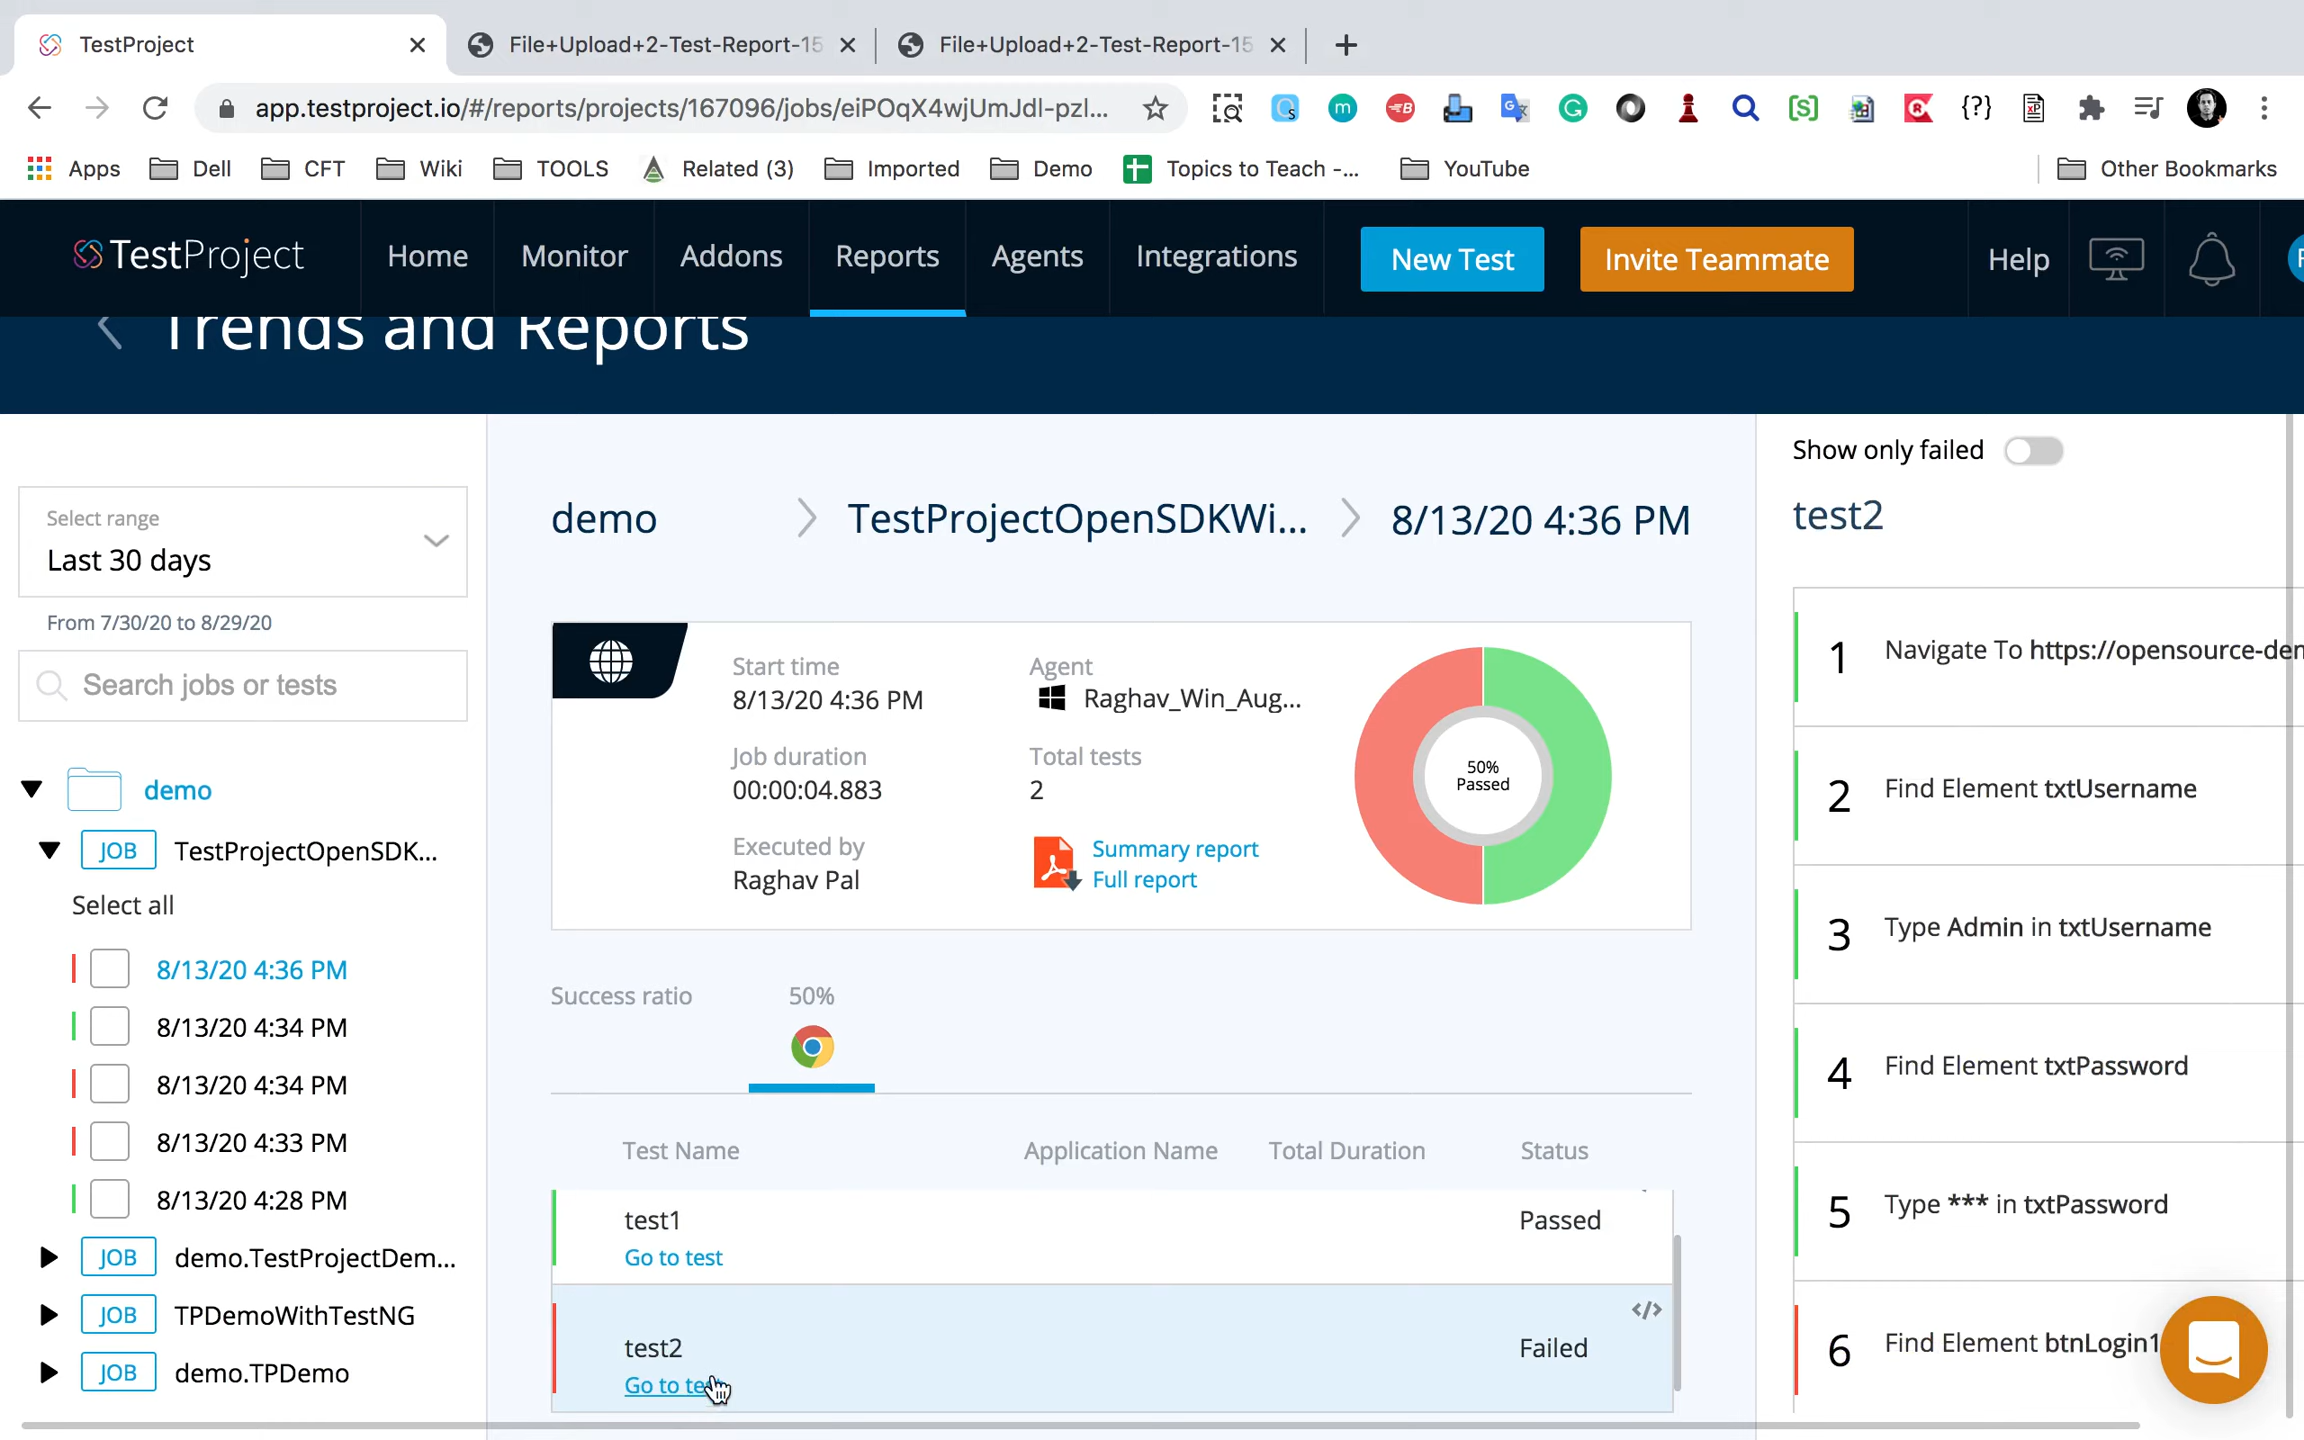 TestProject
File+Upload+2-Test-Report-15
File+Upload+2-Test-Report-15
app.testproject.io/#/reports/projects/167096/jobs/eiPOqX4wjUmJdl-pzl...
Apps
Dell
CFT
Wiki
TOOLS
Related (3)
Imported
Demo
Topics to Teach -...
YouTube
Other Bookmarks
TestProject
Home
Monitor
Addons
Reports
Agents
Integrations
New Test
Invite Teammate
Help
Trends and Reports
Select range
Last 30 days
From 7/30/20 to 8/29/20
Search jobs or tests
demo
JOB TestProjectOpenSDK...
Select all
8/13/20 4:36 PM
8/13/20 4:34 PM
8/13/20 4:34 PM
8/13/20 4:33 PM
8/13/20 4:28 PM
JOB demo.TestProjectDem...
JOB TPDemoWithTestNG
JOB demo.TPDemo
demo
TestProjectOpenSDKWi...
8/13/20 4:36 PM
Start time
8/13/20 4:36 PM
Agent
Raghav_Win_Aug...
Job duration
00:00:04.883
Total tests
2
Executed by
Raghav Pal
Summary report
Full report
50%
Passed
Success ratio
50%
Test Name
Application Name
Total Duration
Status
test1
Passed
Go to test
</>
test2
Failed
Go to test
Show only failed
test2
1 Navigate To https://opensource-dem
2 Find Element txtUsername
3 Type Admin in txtUsername
4 Find Element txtPassword
5 Type *** in txtPassword
6 Find Element btnLogin1